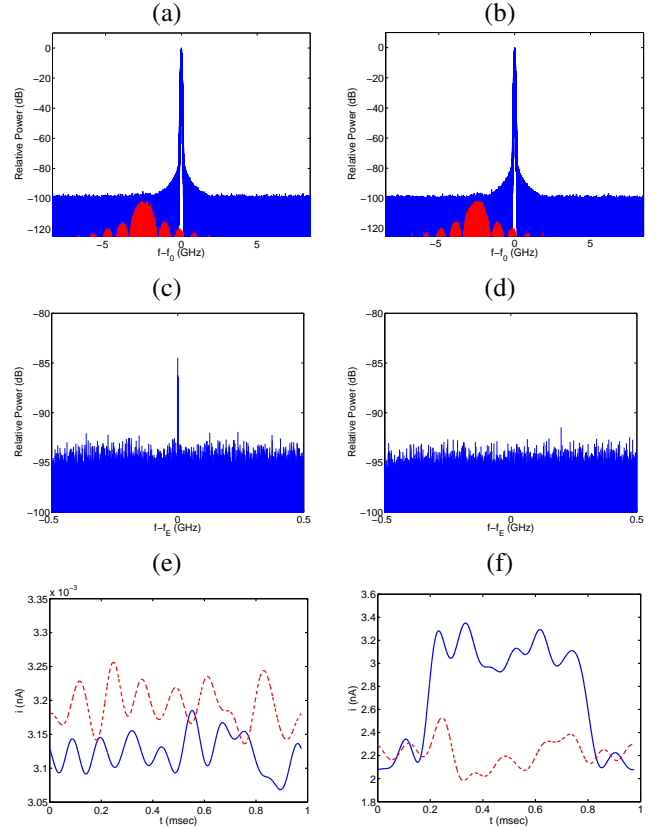 (a) (b)
0
−20
−40
−60
−80
−100
−120
Relative Power (dB)
−5 0 5
f−f0 (GHz)
0
−20
−40
−60
−80
−100
−120
Relative Power (dB)
−5 0 5
f−f0 (GHz)
(c) (d)
−80
−85
−90
−95
−100
Relative Power (dB)
−0.5 0 0.5
f−fE (GHz)
−80
−85
−90
−95
−100
Relative Power (dB)
−0.5 0 0.5
f−fE (GHz)
(e) (f)
x 10−3
3.35
3.3
3.25
3.2
3.15
3.1
3.05
i (nA)
0 0.2 0.4 0.6 0.8 1
t (msec)
3.6
3.4
3.2
3
2.8
2.6
2.4
2.2
2
1.8
i (nA)
0 0.2 0.4 0.6 0.8 1
t (msec)